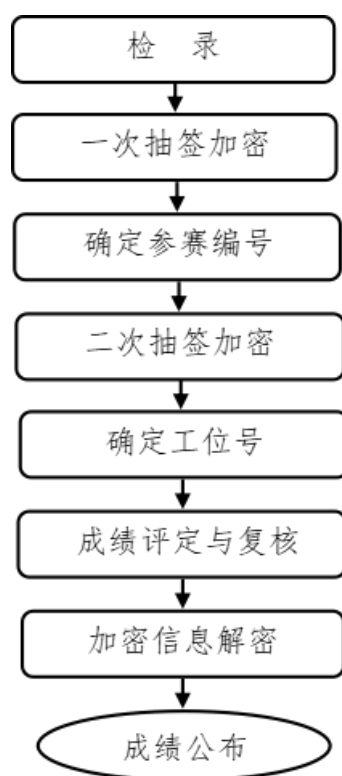 检 录
一次抽签加密
确定参赛编号
二次抽签加密
确定工位号
成绩评定与复核
加密信息解密
成绩公布